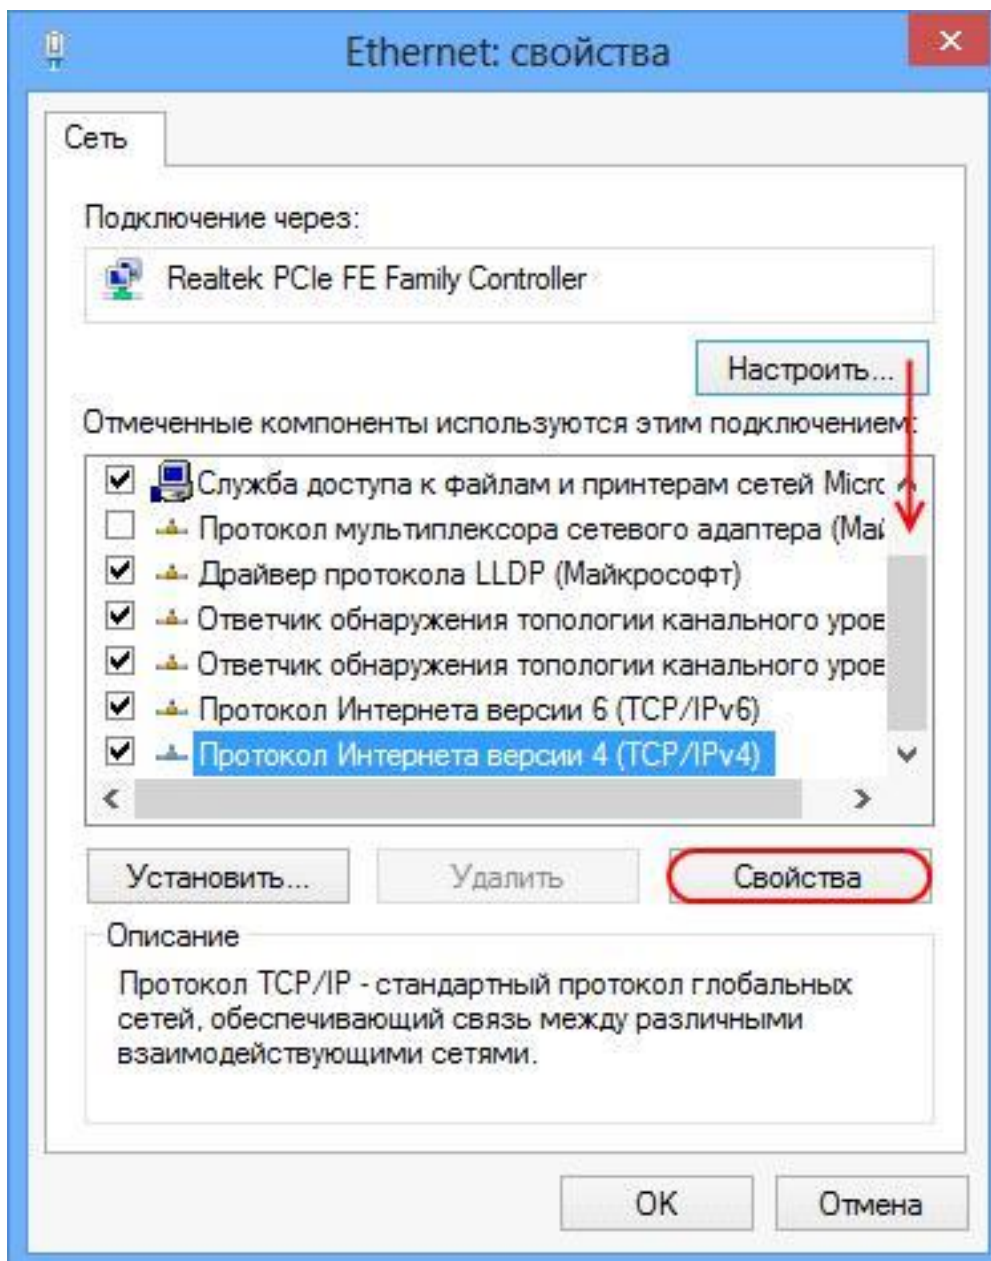 Ethernet: свойства
Сеть
Подключение через:
Realtek PCIe FE Family Controller
Настроить...
Отмеченные компоненты используются этим подключением:
Служба доступа к файлам и принтерам сетей Micrc
Протокол мультиплексора сетевого адаптера (Май
Драйвер протокола LLDP (Майкрософт)
Ответчик обнаружения топологии канального уров
Ответчик обнаружения топологии канального уров
Протокол Интернета версии 6 (TCP/IPv6)
Протокол Интернета версии 4 (TCP/IPv4)
Установить... Удалить Свойства
Описание
Протокол TCP/IP - стандартный протокол глобальных
сетей, обеспечивающий связь между различными
взаимодействующими сетями.
OK Отмена